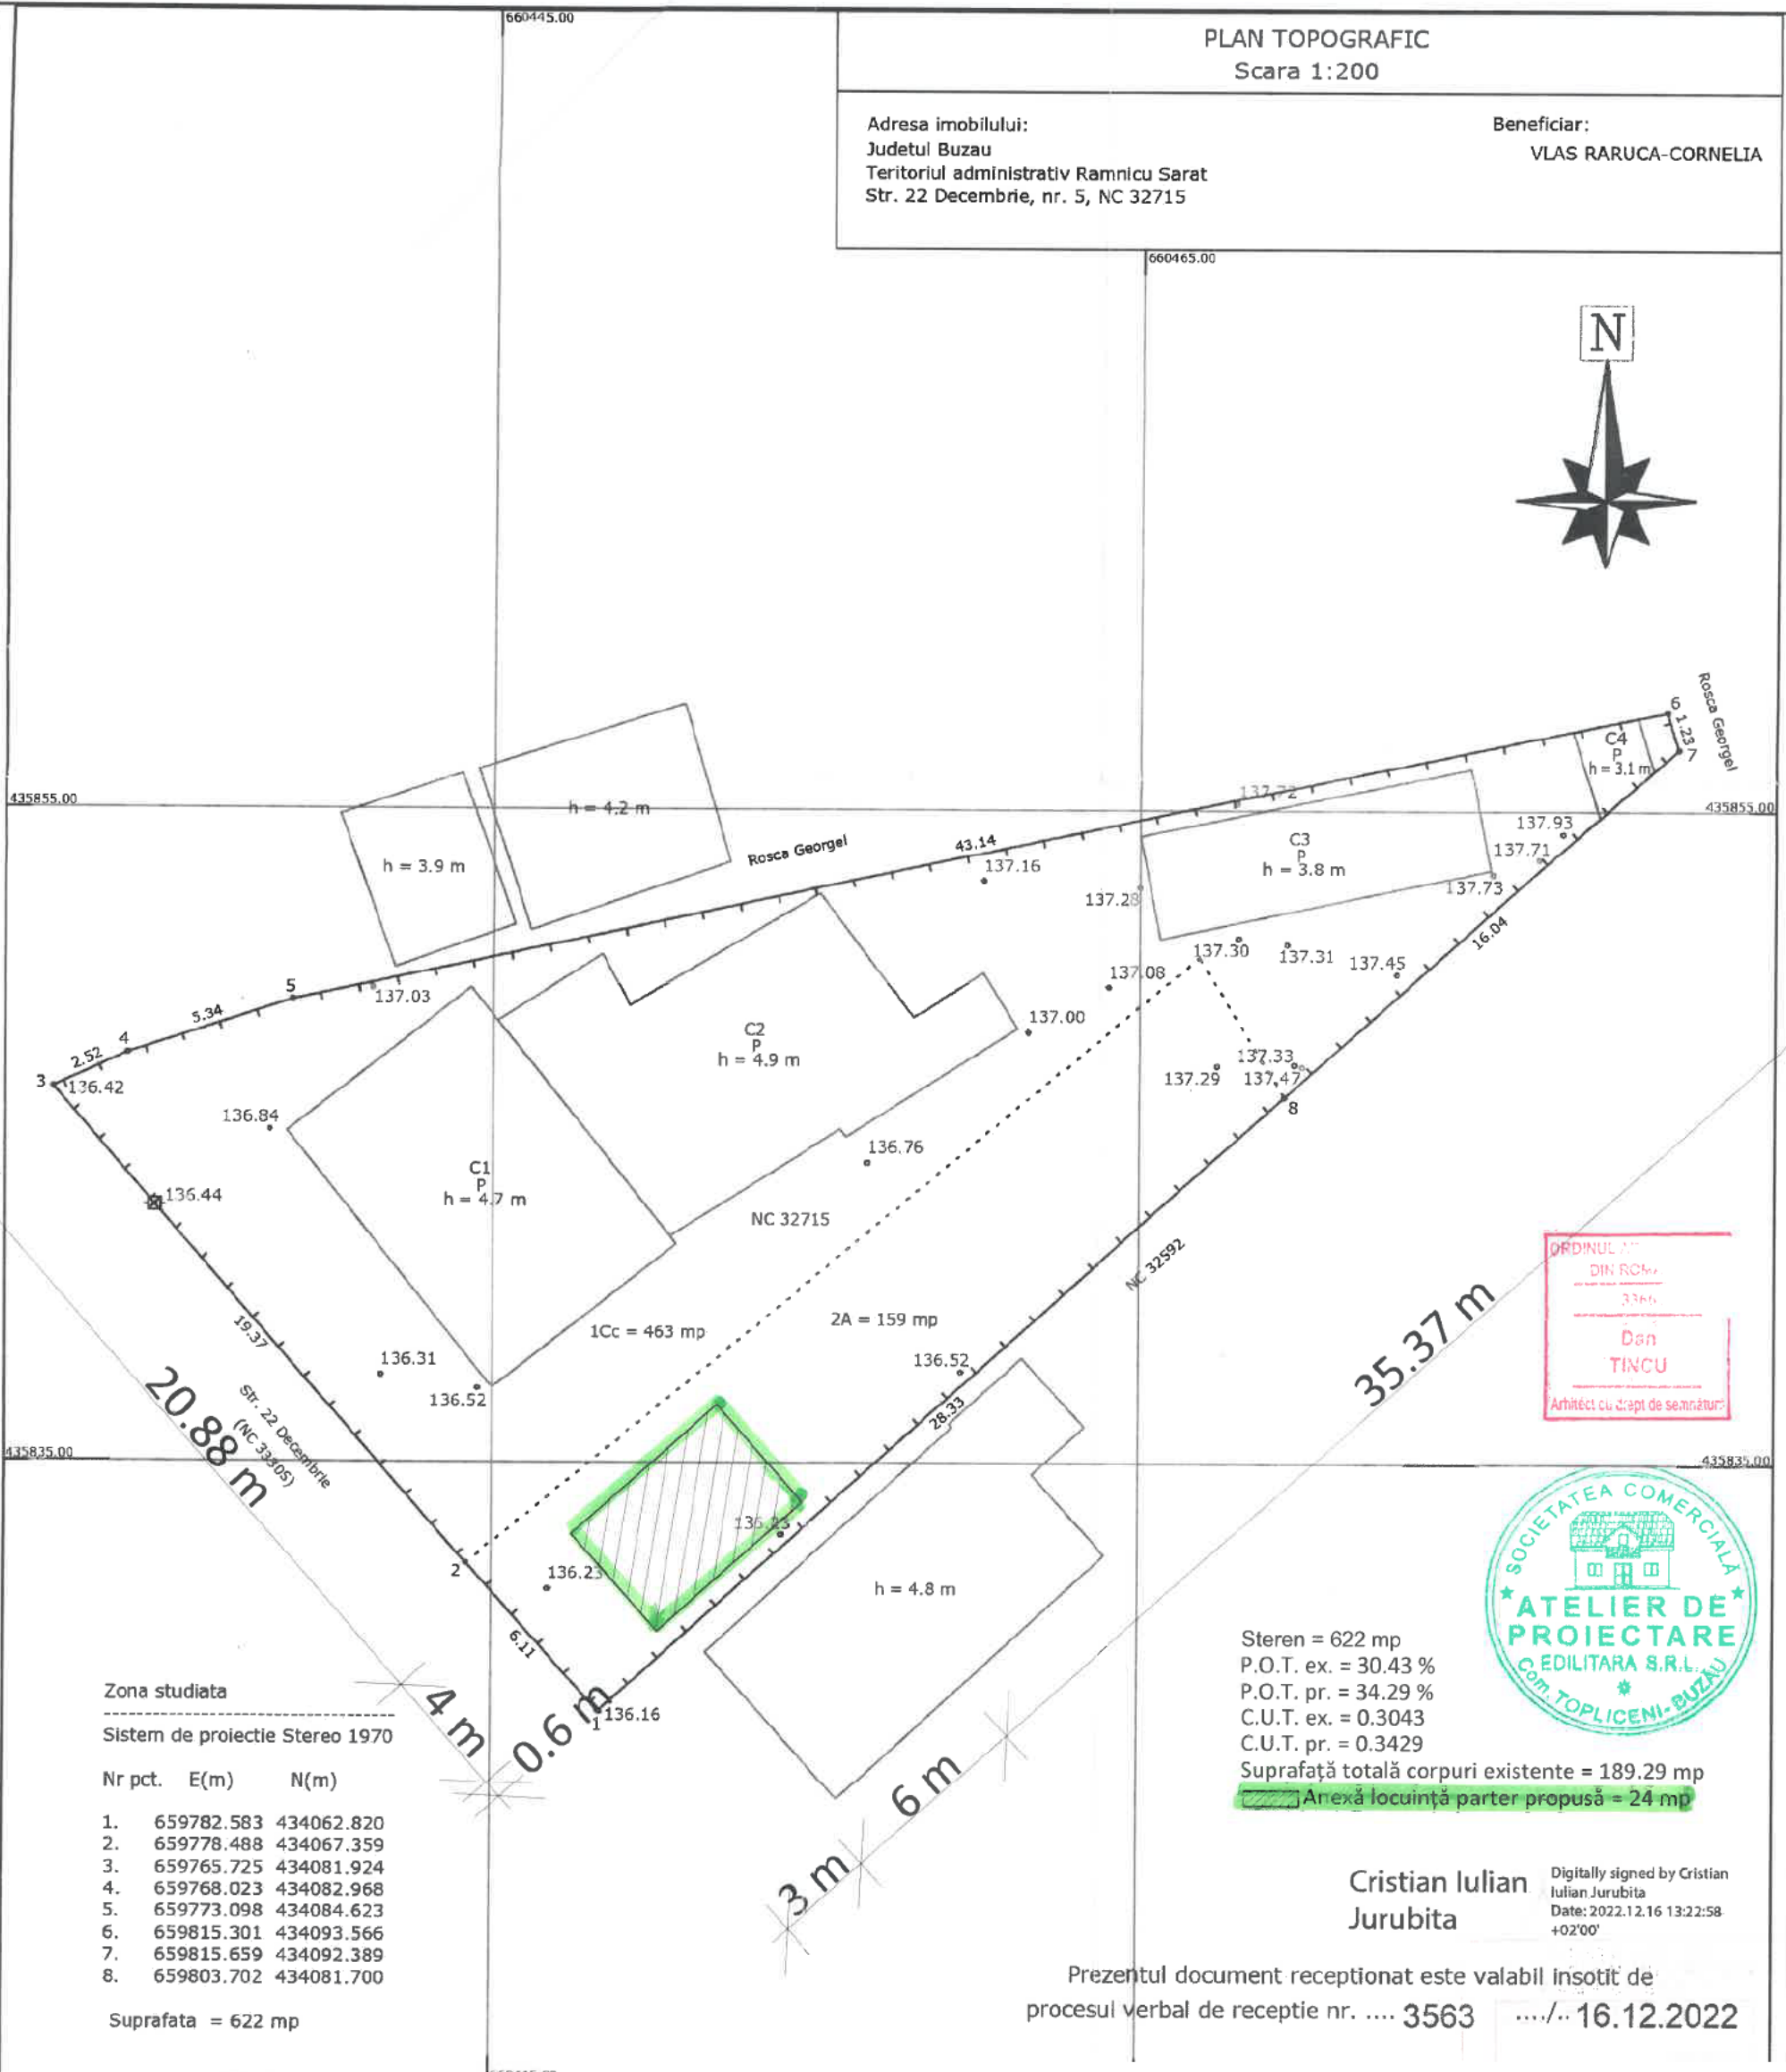 660445.00
PLAN TOPOGRAFIC
Scara 1:200
Adresa imobilului:
Judetul Buzau
Teritoriul administrativ Ramnicu Sarat
Str. 22 Decembrie, nr. 5, NC 32715
Beneficiar:
VLAS RARUCA-CORNELIA
660465.00
N
6
1.23
7
Rosca Georgel
C4
P
h = 3.1 m
435855.00
h = 4.2 m
137.72
435855.00
h = 3.9 m
Rosca Georgel
43.14
137.16
C3
P
h = 3.8 m
137.93
137.71
137.73
137.28
16.04
137.30
137.31
137.45
5
137.03
137.08
5.34
4
2.52
3
136.42
C2
P
h = 4.9 m
137.00
137.33
137.29
137.47
8
136.84
136.76
C1
P
h = 4.7 m
136.44
NC 32715
NC 32592
ORDINUL
DIN ROM
Dan
TINCU
Arhitect cu drept de semnătură
19.37
1Cc = 463 mp
2A = 159 mp
35.37 m
136.31
136.52
136.52
20.88 m
Str. 22 Decembrie
(NC 33305)
28.33
435835.00
435835.00
136.23
2
136.23
h = 4.8 m
6.11
SOCIETATEA COMERCIALĂ
ATELIER DE
PROIECTARE
EDILITARA S.R.L.
Com. TOPLICENI-BUZĂU
Steren = 622 mp
P.O.T. ex. = 30.43 %
P.O.T. pr. = 34.29 %
C.U.T. ex. = 0.3043
C.U.T. pr. = 0.3429
Suprafață totală corpuri existente = 189.29 mp
Anexă locuință parter propusă = 24 mp
4 m
0.6 m
1
136.16
6 m
3 m
Zona studiata
Sistem de proiectie Stereo 1970
Nr pct. E(m) N(m)
1. 659782.583 434062.820
2. 659778.488 434067.359
3. 659765.725 434081.924
4. 659768.023 434082.968
5. 659773.098 434084.623
6. 659815.301 434093.566
7. 659815.659 434092.389
8. 659803.702 434081.700
Suprafata = 622 mp
Cristian Iulian
Jurubita
Digitally signed by Cristian
Iulian Jurubita
Date: 2022.12.16 13:22:58
+02'00'
Prezentul document receptionat este valabil insotit de
procesul verbal de receptie nr. .... 3563 ..../.. 16.12.2022